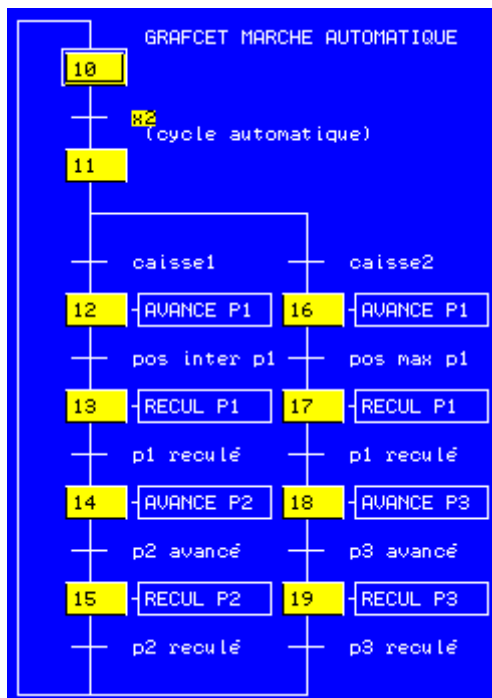 GRAFCET MARCHE AUTOMATIQUE
10
x2
(cycle automatique)
11
caisse1 caisse2
12 AVANCE P1 16 AVANCE P1
pos inter p1 pos max p1
13 RECUL P1 17 RECUL P1
p1 reculé p1 reculé
14 AVANCE P2 18 AVANCE P3
p2 avancé p3 avancé
15 RECUL P2 19 RECUL P3
p2 reculé p3 reculé